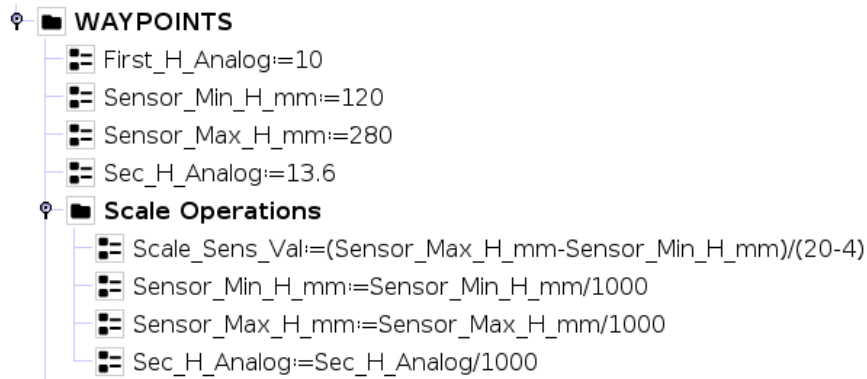 WAYPOINTS
First_H_Analog:=10
Sensor_Min_H_mm:=120
Sensor_Max_H_mm:=280
Sec_H_Analog:=13.6
Scale Operations
Scale_Sens_Val:=(Sensor_Max_H_mm-Sensor_Min_H_mm)/(20-4)
Sensor_Min_H_mm:=Sensor_Min_H_mm/1000
Sensor_Max_H_mm:=Sensor_Max_H_mm/1000
Sec_H_Analog:=Sec_H_Analog/1000